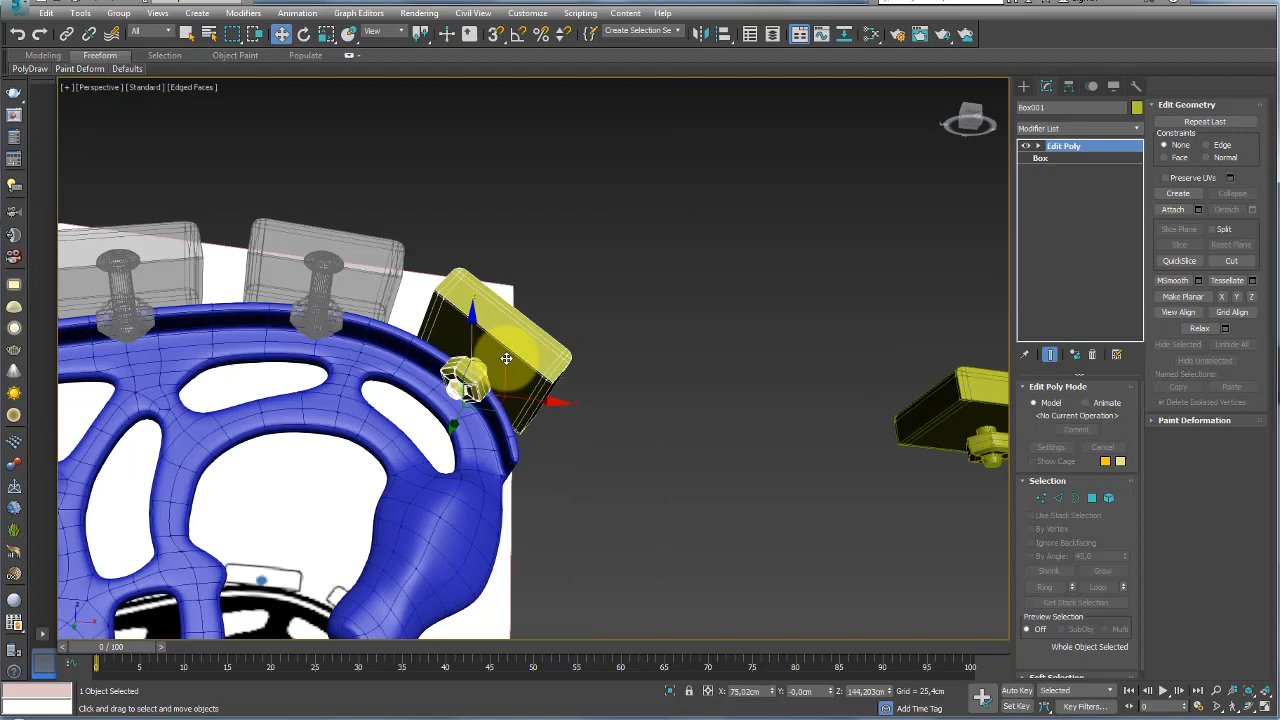 Edit Tools Group Views Create Modifiers Animation Graph Editors Rendering Civil View Customize Scripting Content Help
All View Create Selection Se
Modeling Freeform Selection Object Paint Populate
PolyDraw Paint Deform Defaults
[+] [Perspective] [Standard] [Edged Faces]
Box001
Modifier List
Edit Poly
Box
Edit Poly Mode
Model Animate
<No Current Operation>
Commit
Settings Cancel
Show Cage
Selection
Use Stack Selection
By Vertex
Ignore Backfacing
By Angle: 45,0
Shrink Grow
Ring Loop
Get Stack Selection
Preview Selection
Off SubObj Multi
Whole Object Selected
Edit Geometry
Repeat Last
Constraints
None Edge
Face Normal
Preserve UVs
Create Collapse
Attach Detach
Slice Plane Split
Slice Reset Plane
QuickSlice Cut
MSmooth Tessellate
Make Planar X Y Z
View Align Grid Align
Relax
Hide Selected Unhide All
Hide Unselected
Named Selections:
Copy Paste
Delete Isolated Vertices
Paint Deformation
0 / 100
0 5 10 15 20 25 30 35 40 45 50 55 60 65 70 75 80 85 90 95 100
1 Object Selected X: 75,02cm Y: -0,0cm Z: 144,203cm Grid = 25,4cm Auto Key Selected
Click and drag to select and move objects Add Time Tag Set Key Key Filters... 0